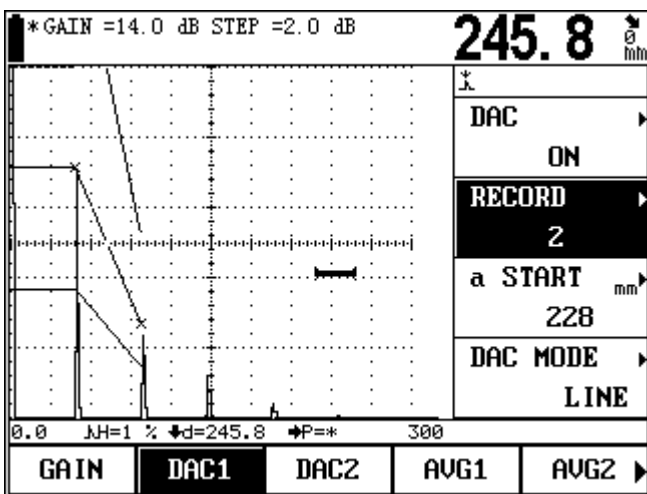 *GAIN =14.0 dB STEP =2.0 dB
245.8 mm
DAC
ON
RECORD
2
a START mm
228
DAC MODE
LINE
0.0 H=1 % d=245.8 P=* 300
GAIN DAC1 DAC2 AVG1 AVG2